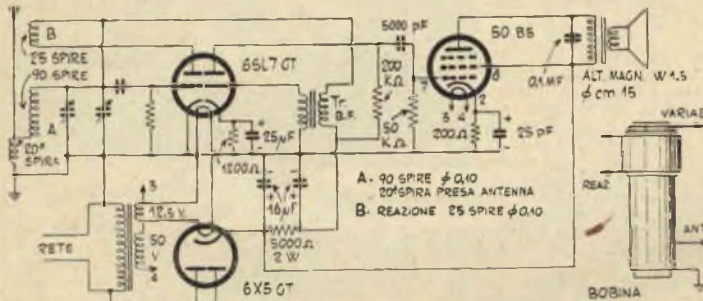 B
25 SPIRE
90 SPIRE
A
20ª
SPIRA
6SL7 GT
25µF
1200Ω
Tr.
B.F.
5000 pF
200
KΩ
50
KΩ
50 B5
7
6
5
4
2
200Ω
25 pF
0,1 MF
ALT. MAGN. W 1.5
φ cm 15
VARIAB
REAZ
ANT
BOBINA
A. 90 SPIRE φ 0,10
20ª SPIRA PRESA ANTENNA
B. REAZIONE 25 SPIRE φ 0,10
16µF
5000Ω
2 W
RETE
3
12.5 V
50
V
4
6X5 GT